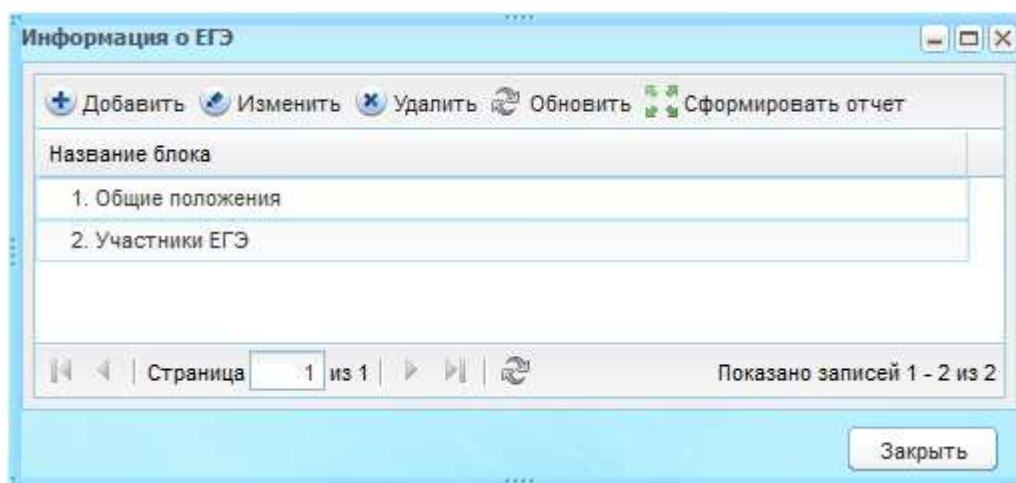 Информация о ЕГЭ
Добавить Изменить Удалить Обновить Сформировать отчет
Название блока
1. Общие положения
2. Участники ЕГЭ
Страница 1 из 1 Показано записей 1 - 2 из 2
Закрыть